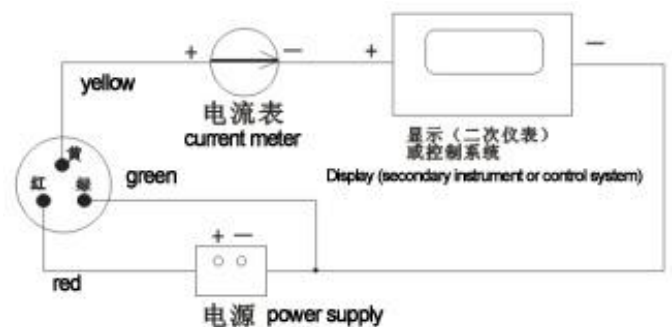 + — + —
yellow
电流表
current meter
显示（二次仪表）
或控制系统
Display (secondary instrument or control system)
黄
红 绿
green
+ —
red
电源 power supply